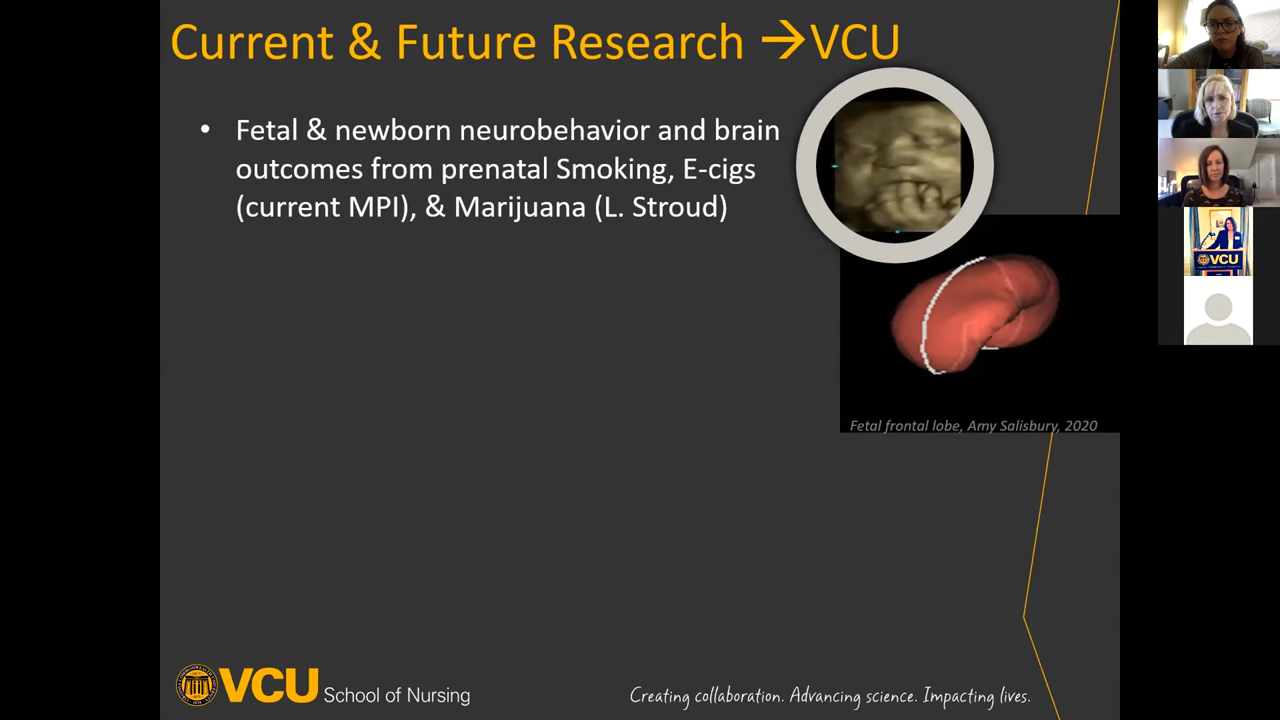 Current & Future Research →VCU
• Fetal & newborn neurobehavior and brain
outcomes from prenatal Smoking, E-cigs
(current MPI), & Marijuana (L. Stroud)
Fetal frontal lobe, Amy Salisbury, 2020
VCU School of Nursing
Creating collaboration. Advancing science. Impacting lives.
VCU